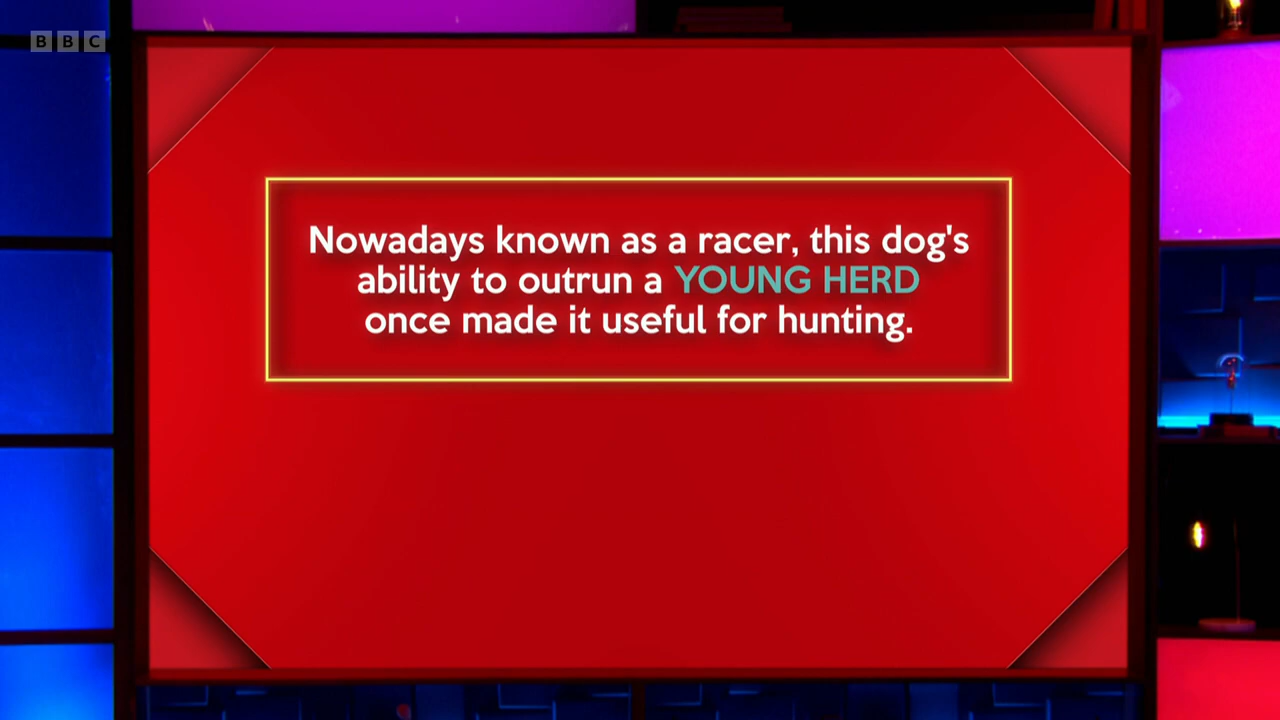 BBC
Nowadays known as a racer, this dog's
ability to outrun a YOUNG HERD
once made it useful for hunting.